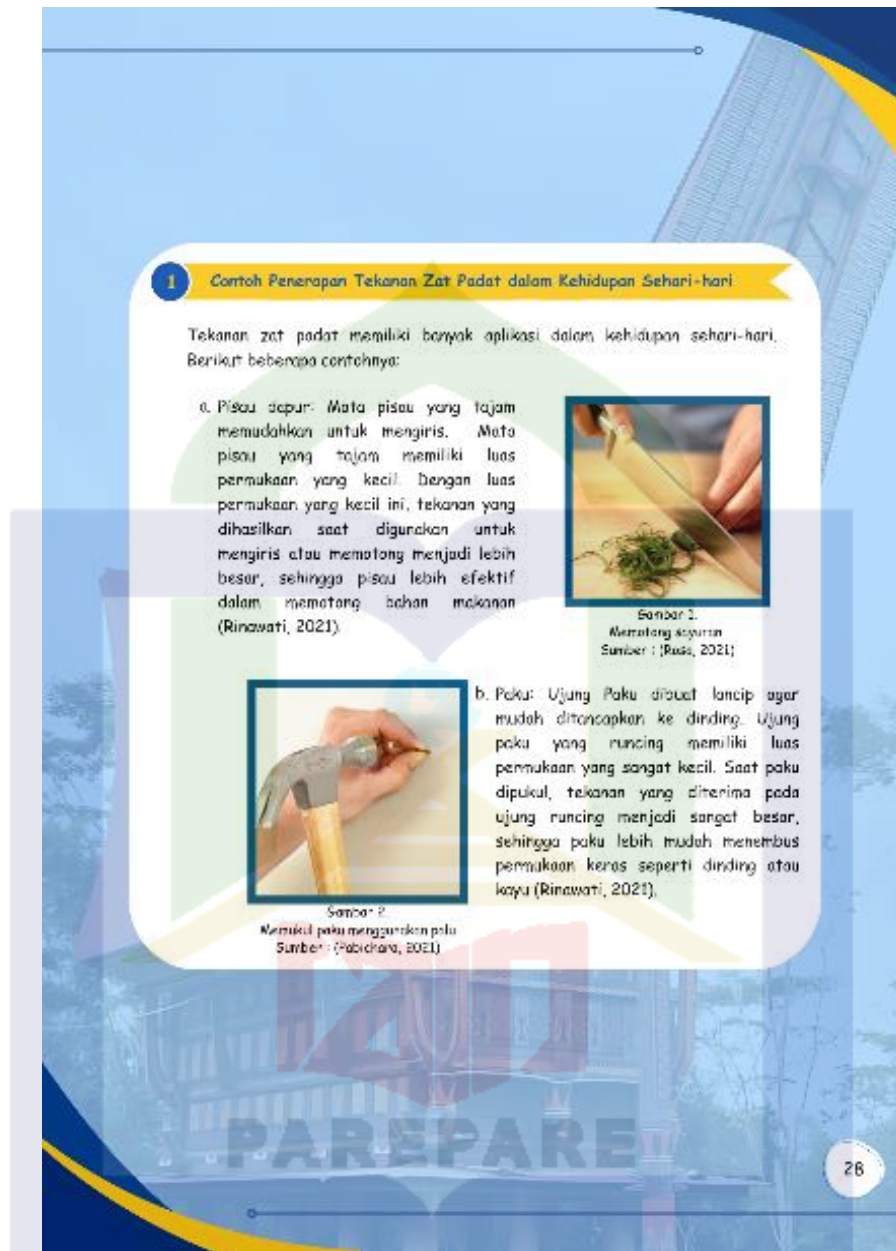 1
Contoh Penerapan Tekanan Zat Padat dalam Kehidupan Sehari-hari
Tekanan zat padat memiliki banyak aplikasi dalam kehidupan sehari-hari.
Berikut beberapa contohnya:
a. Pisau dapur: Mata pisau yang tajam
memudahkan untuk mengiris. Mata
pisau yang tajam memiliki luas
permukaan yang kecil. Dengan luas
permukaan yang kecil ini, tekanan yang
dihasilkan saat digunakan untuk
mengiris atau memotong menjadi lebih
besar, sehingga pisau lebih efektif
dalam memotong bahan makanan
(Rinawati, 2021).
Gambar 1.
Memotong sayuran
Sumber : (Rasa, 2021)
b. Paku: Ujung Paku dibuat lancip agar
mudah ditancapkan ke dinding. Ujung
paku yang runcing memiliki luas
permukaan yang sangat kecil. Saat paku
dipukul, tekanan yang diterima pada
ujung runcing menjadi sangat besar,
sehingga paku lebih mudah menembus
permukaan keras seperti dinding atau
kayu (Rinawati, 2021).
Gambar 2.
Memukul paku menggunakan palu
Sumber : (Pabichara, 2021)
PAREPARE
28